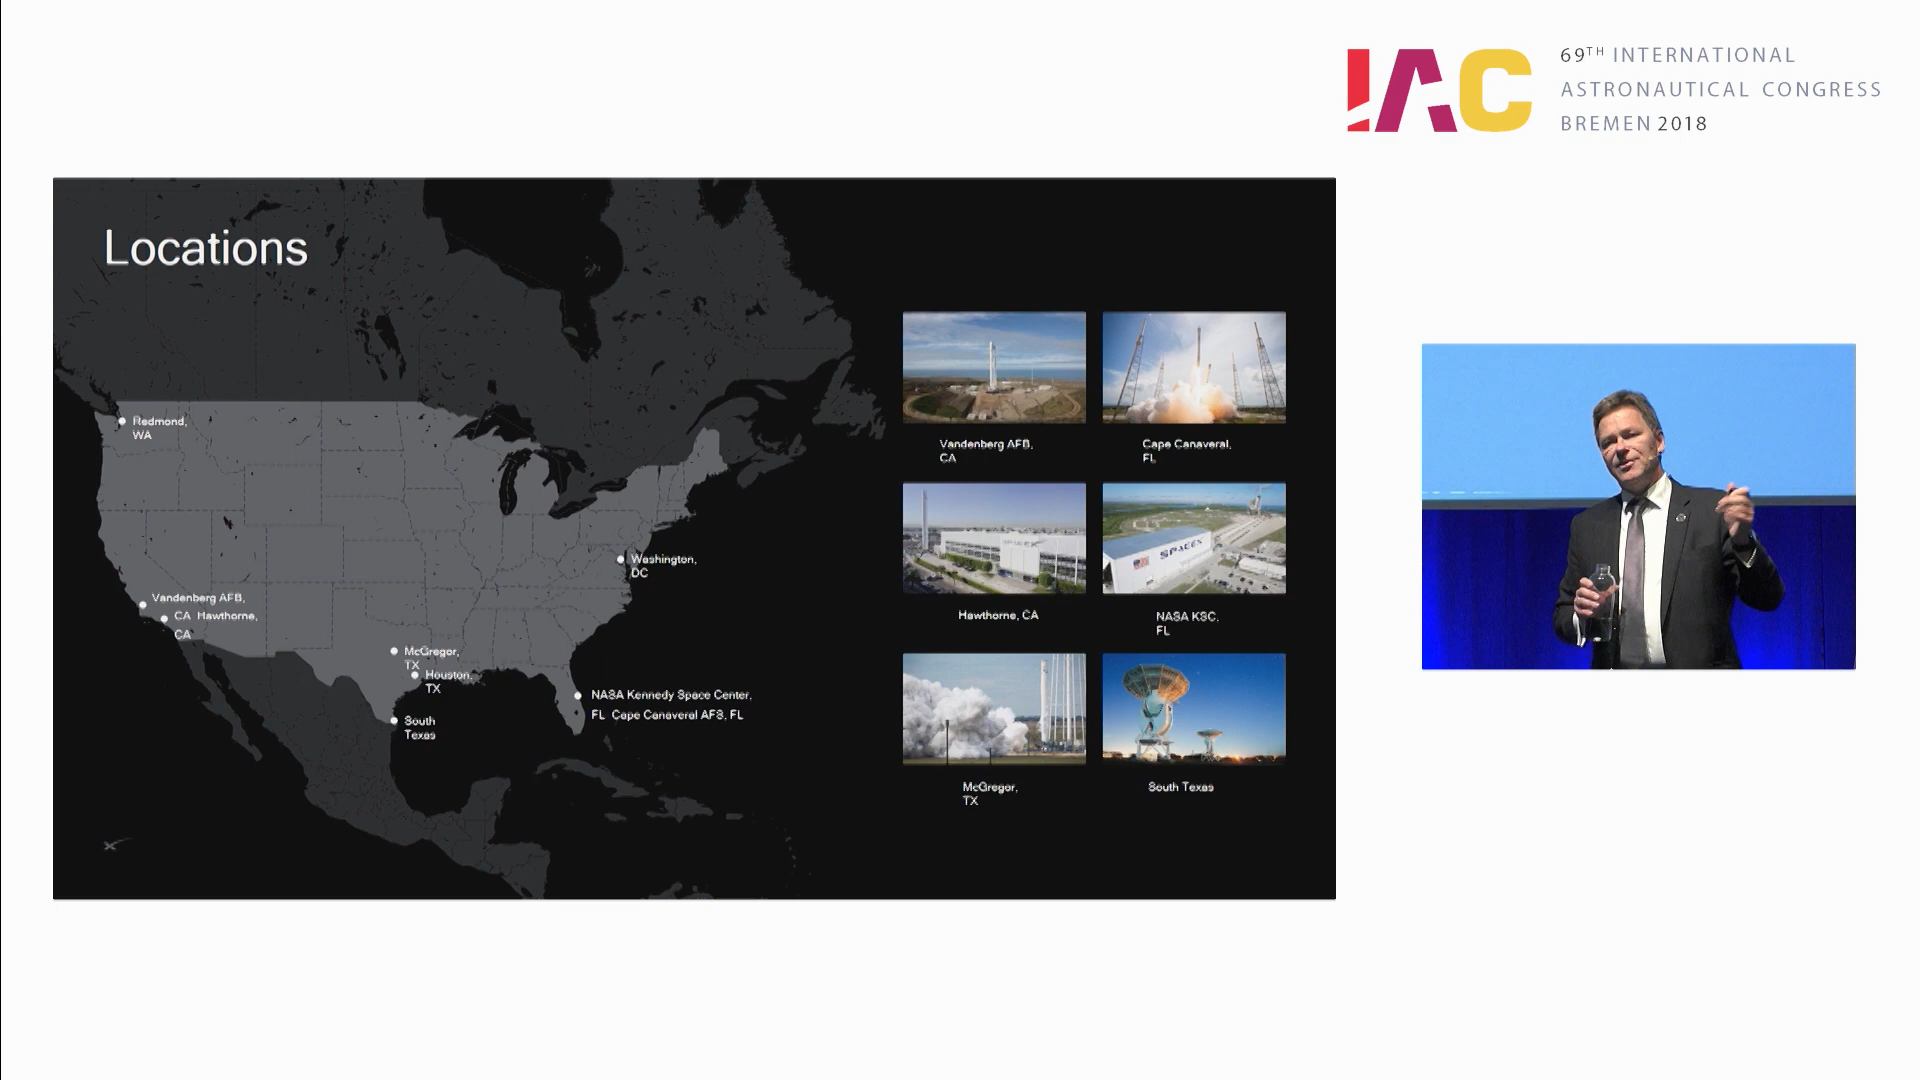 IAC
69TH INTERNATIONAL
ASTRONAUTICAL CONGRESS
BREMEN 2018
Locations
Redmond,
WA
Washington,
DC
Vandenberg AFB,
CA Hawthorne,
CA
McGregor,
TX
Houston,
TX
South
Texas
NASA Kennedy Space Center,
FL Cape Canaveral AFS, FL
Vandenberg AFB,
CA
Cape Canaveral,
FL
SPACEX
SPACEX
Hawthorne, CA
NASA KSC,
FL
McGregor,
TX
South Texas